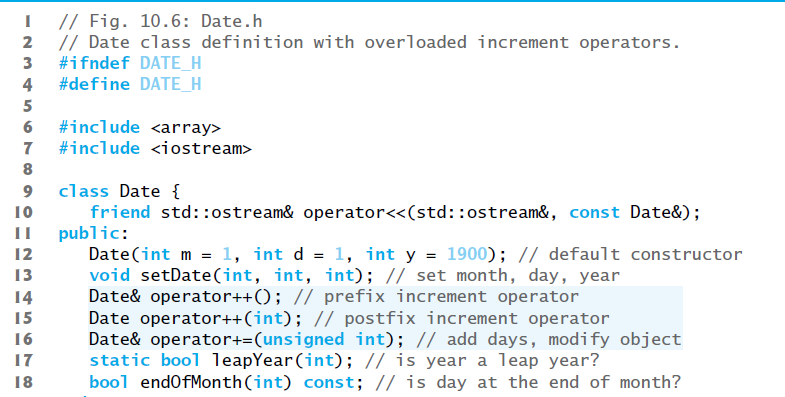 1 // Fig. 10.6: Date.h
2 // Date class definition with overloaded increment operators.
3 #ifndef DATE_H
4 #define DATE_H
5
6 #include <array>
7 #include <iostream>
8
9 class Date {
10 friend std::ostream& operator<<(std::ostream&, const Date&);
11 public:
12 Date(int m = 1, int d = 1, int y = 1900); // default constructor
13 void setDate(int, int, int); // set month, day, year
14 Date& operator++(); // prefix increment operator
15 Date operator++(int); // postfix increment operator
16 Date& operator+=(unsigned int); // add days, modify object
17 static bool leapYear(int); // is year a leap year?
18 bool endOfMonth(int) const; // is day at the end of month?